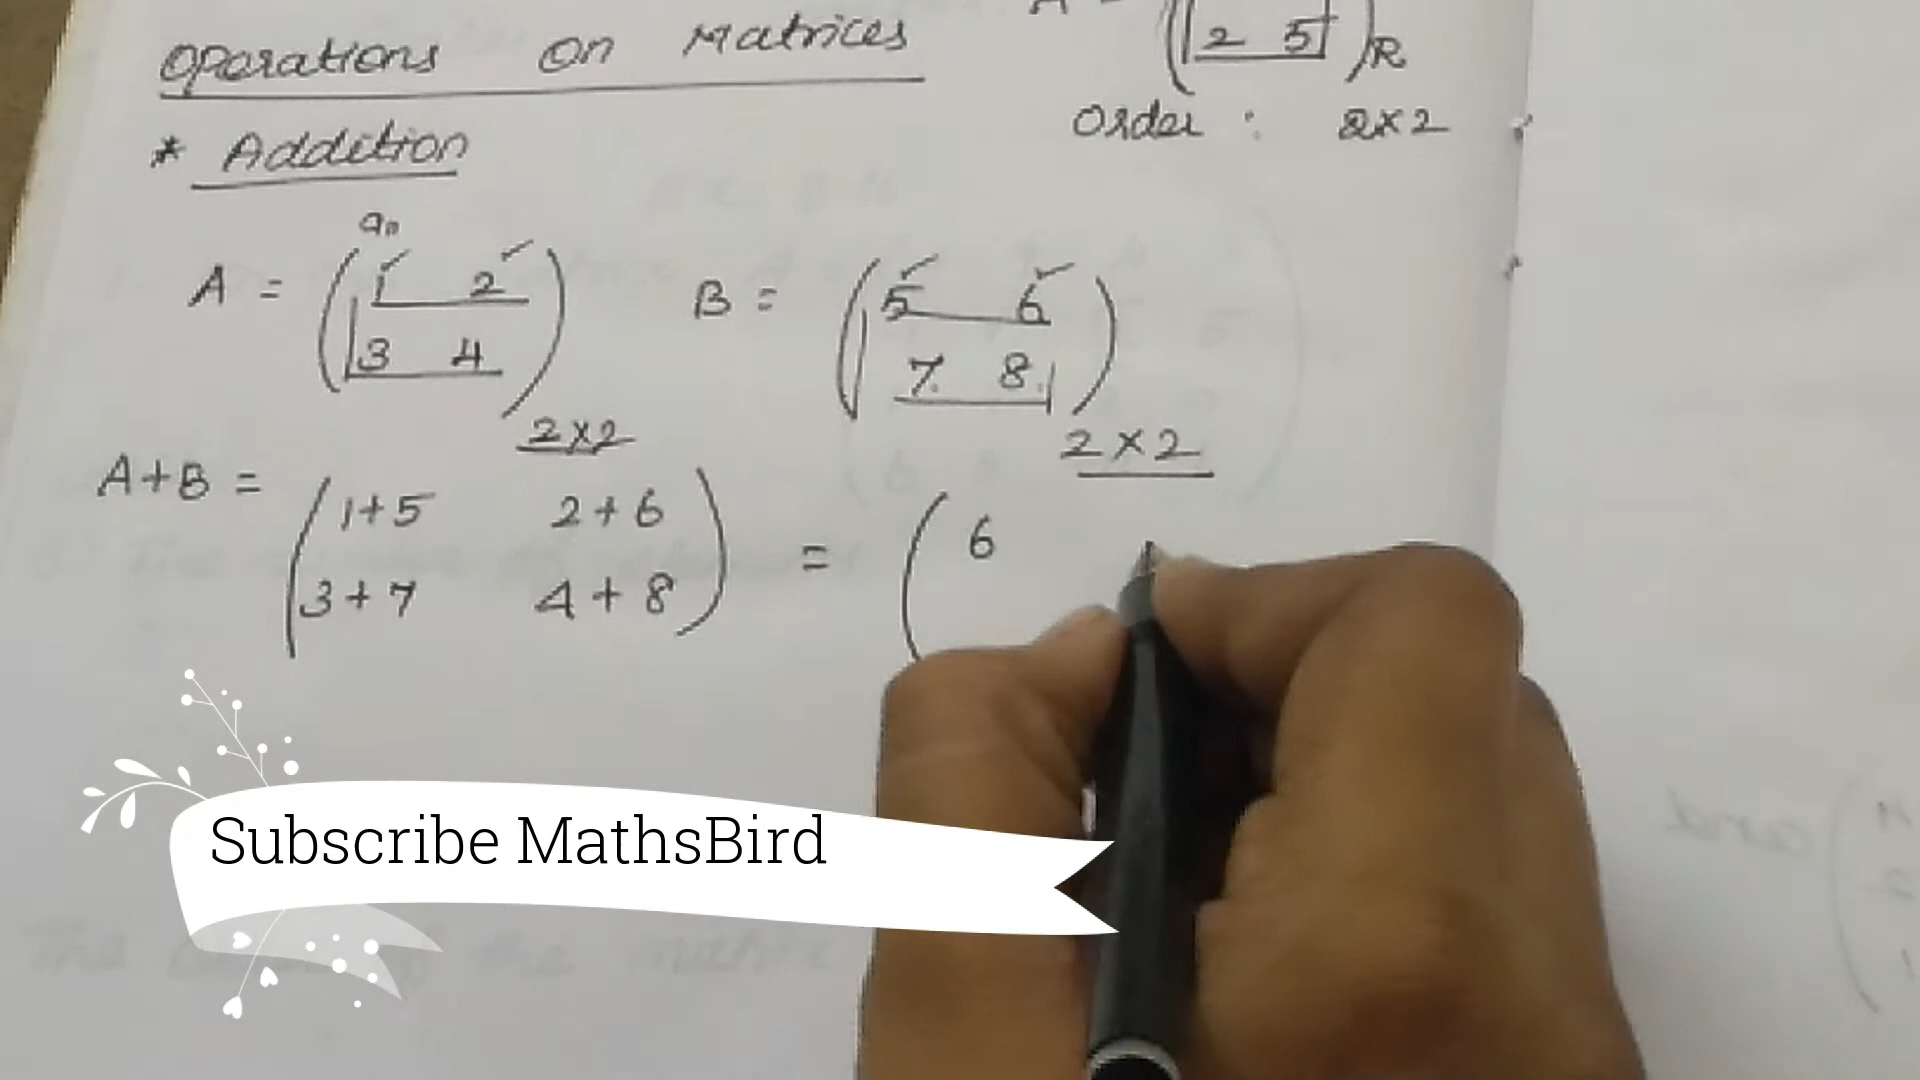 Operations on Matrices
2 5
R
Order : 2×2
* Addition
A = ( 1 2
3 4 ) 2×2
B = ( 5 6
7 8 ) 2×2
A+B = ( 1+5 2+6
3+7 4+8 ) = ( 6
Subscribe MathsBird